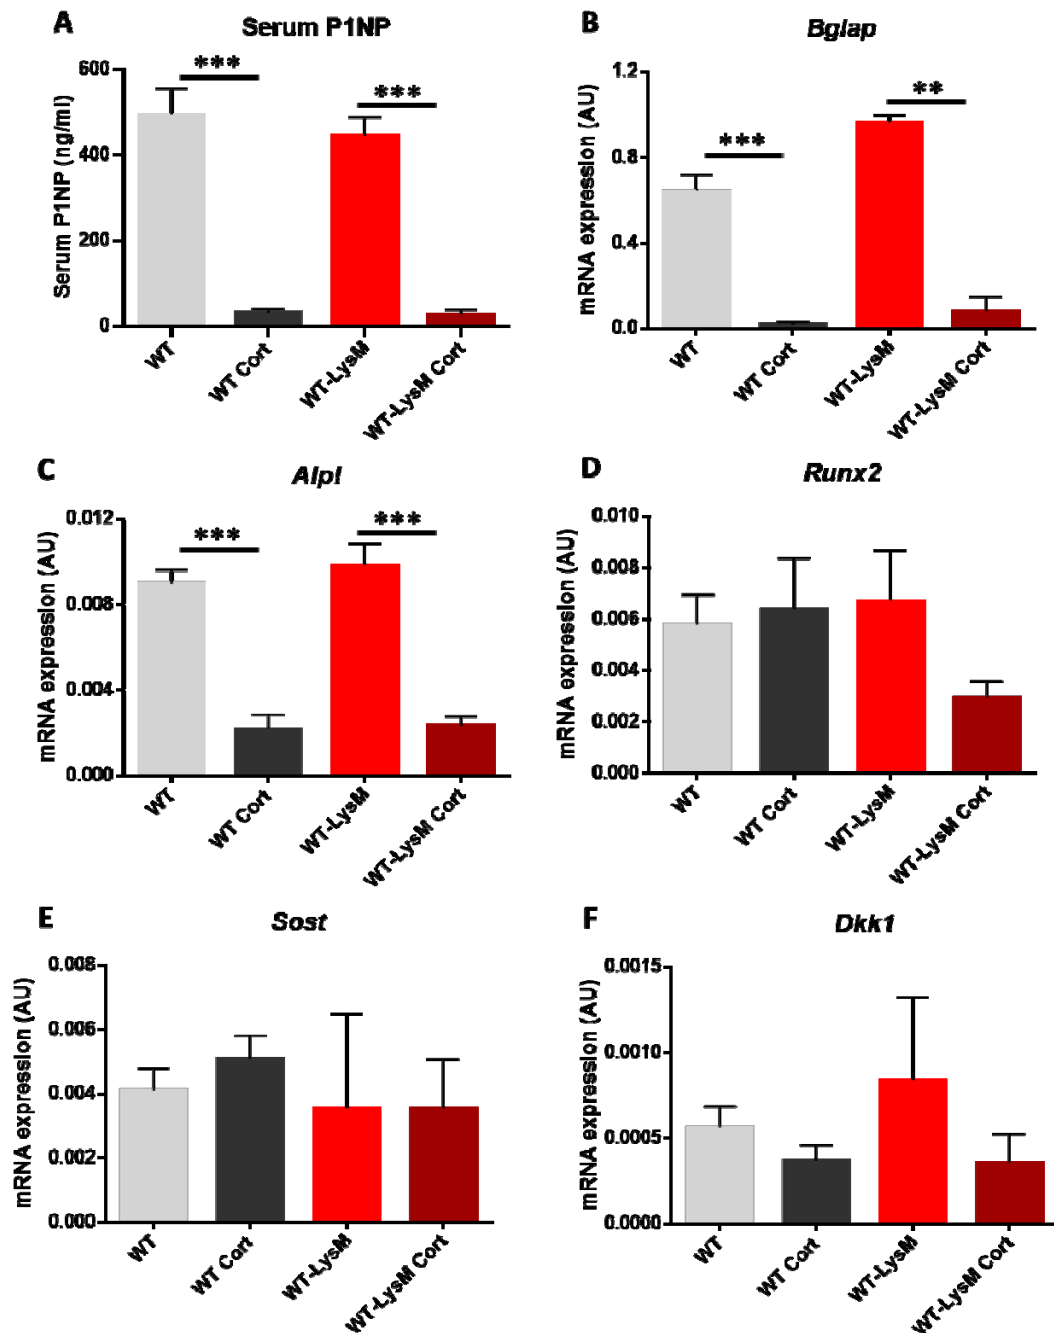 A
Serum P1NP
Serum P1NP (ng/ml)
600
400
200
0
***
***
WT
WT Cort
WT-LysM
WT-LysM Cort
B
Bglap
mRNA expression (AU)
1.2
0.8
0.4
0.0
***
**
WT
WT Cort
WT-LysM
WT-LysM Cort
C
Alpl
mRNA expression (AU)
0.012
0.008
0.004
0.000
***
***
WT
WT Cort
WT-LysM
WT-LysM Cort
D
Runx2
mRNA expression (AU)
0.010
0.008
0.006
0.004
0.002
0.000
WT
WT Cort
WT-LysM
WT-LysM Cort
E
Sost
mRNA expression (AU)
0.008
0.006
0.004
0.002
0.000
WT
WT Cort
WT-LysM
WT-LysM Cort
F
Dkk1
mRNA expression (AU)
0.0015
0.0010
0.0005
0.0000
WT
WT Cort
WT-LysM
WT-LysM Cort